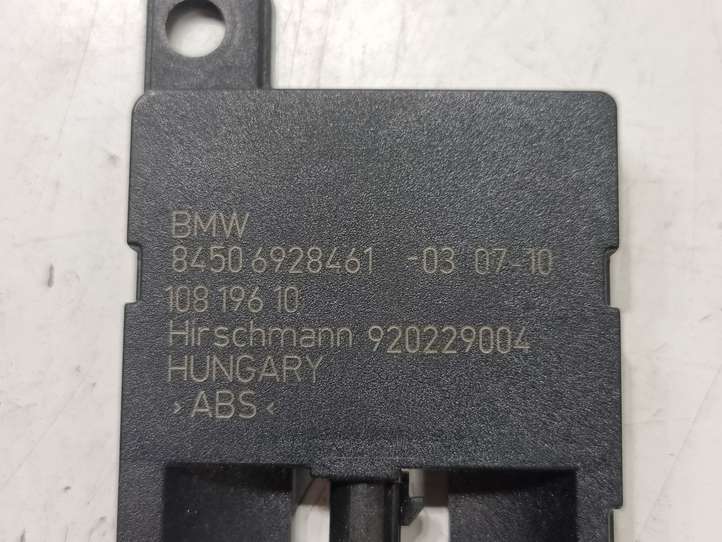 BMW
8450 6928461 -03 07-10
108 196 10
Hirschmann 920229004
HUNGARY
>ABS<